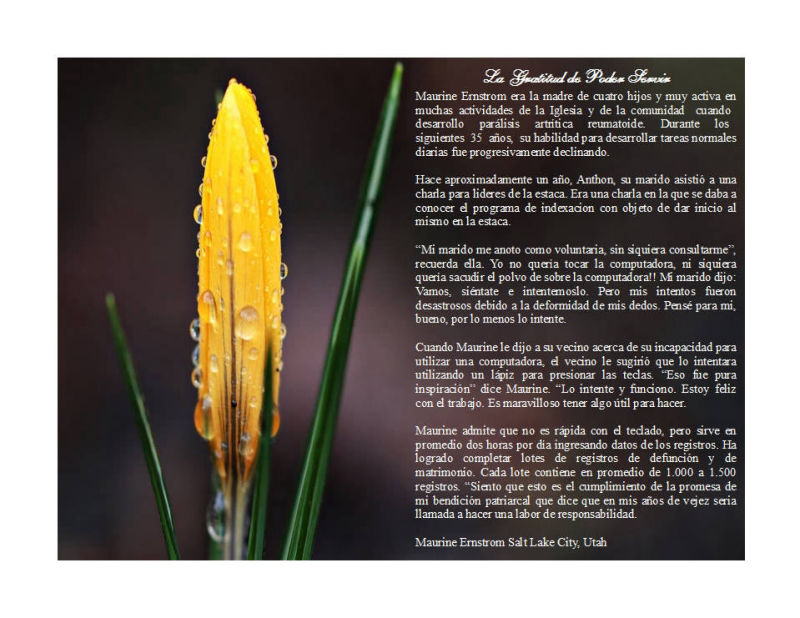 La Gratitud de Poder Servir
Maurine Ernstrom era la madre de cuatro hijos y muy activa en
muchas actividades de la Iglesia y de la comunidad cuando
desarrollo parálisis artritica reumatoide. Durante los
siguientes 35 años, su habilidad para desarrollar tareas normales
diarias fue progresivamente declinando.
Hace aproximadamente un año, Anthon, su marido asistió a una
charla para lideres de la estaca. Era una charla en la que se daba a
conocer el programa de indexacion con objeto de dar inicio al
mismo en la estaca.
“Mi marido me anoto como voluntaria, sin siquiera consultarme”,
recuerda ella. Yo no queria tocar la computadora, ni siquiera
queria sacudir el polvo de sobre la computadora!! Mi marido dijo:
Vamos, siéntate e intentemoslo. Pero mis intentos fueron
desastrosos debido a la deformidad de mis dedos. Pensé para mi,
bueno, por lo menos lo intente.
Cuando Maurine le dijo a su vecino acerca de su incapacidad para
utilizar una computadora, el vecino le sugirió que lo intentara
utilizando un lápiz para presionar las teclas. “Eso fue pura
inspiración” dice Maurine. “Lo intente y funciono. Estoy feliz
con el trabajo. Es maravilloso tener algo útil para hacer.
Maurine admite que no es rápida con el teclado, pero sirve en
promedio dos horas por dia ingresando datos de los registros. Ha
logrado completar lotes de registros de defunción y de
matrimonio. Cada lote contiene en promedio de 1.000 a 1.500
registros. “Siento que esto es el cumplimiento de la promesa de
mi bendición patriarcal que dice que en mis años de vejez seria
llamada a hacer una labor de responsabilidad.
Maurine Ernstrom Salt Lake City, Utah